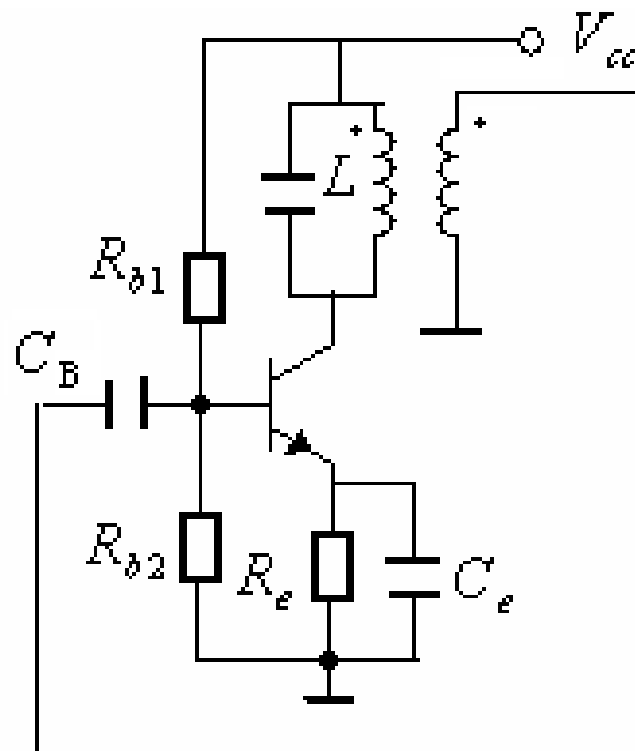 V_cc
+ L +
R_b1
C_B
R_b2 R_e C_e